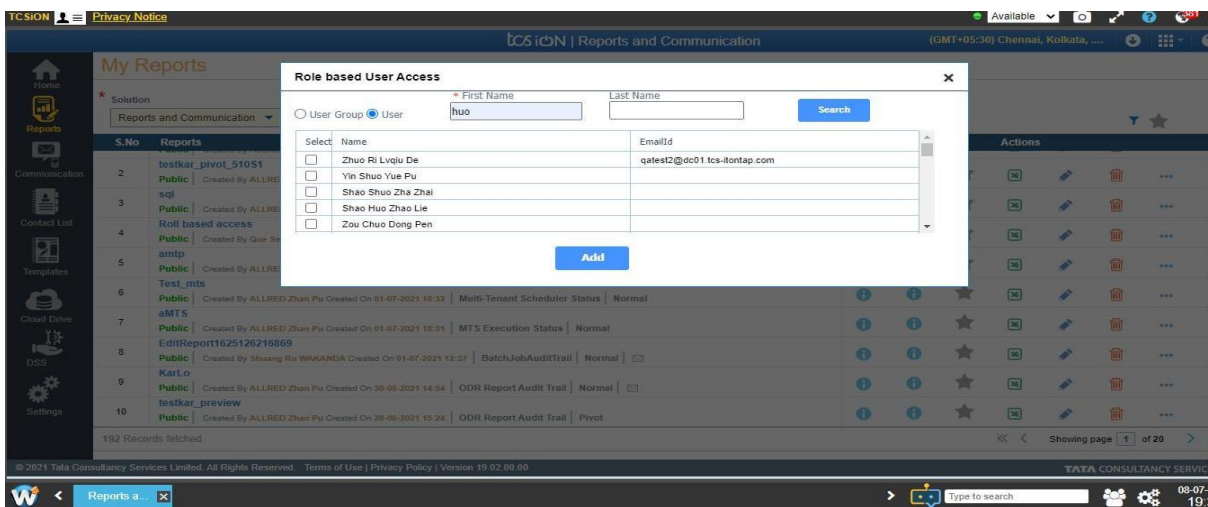 TCSiON Privacy Notice Available 361
tCS iON | Reports and Communication (GMT+05:30) Chennai, Kolkata, ....
My Reports
Home
Reports
Communication
Contact List
Templates
Cloud Drive
DSS
Settings
* Solution
Reports and Communication
Role based User Access ×
* First Name Last Name
User Group User huo Search
Select Name EmailId
Zhuo Ri Lvqiu De qatest2@dc01.tcs-itontap.com
Yin Shuo Yue Pu
Shao Shuo Zha Zhai
Shao Huo Zhao Lie
Zou Chuo Dong Pen
Add
S.No Reports Actions
2 testkar_pivot_510S1
Public Created By ALLRE
3 sql
Public Created By ALLRE
4 Roll based access
Public Created By Que Se
5 amtp
Public Created By ALLRE
6 Test_mts
Public Created By ALLRED Zhan Pu Created On 01-07-2021 18:32 | Multi-Tenant Scheduler Status | Normal
7 aMTS
Public Created By ALLRED Zhan Pu Created On 01-07-2021 18:31 | MTS Execution Status | Normal
8 EditReport1625126216869
Public Created By Shuang Ru WAKANDA Created On 01-07-2021 12:37 | BatchJobAuditTrail | Normal
9 KarLo
Public Created By ALLRED Zhan Pu Created On 30-06-2021 14:54 | ODR Report Audit Trail | Normal
10 testkar_preview
Public Created By ALLRED Zhan Pu Created On 28-06-2021 15:24 | ODR Report Audit Trail | Pivot
192 Records fetched Showing page 1 of 20
© 2021 Tata Consultancy Services Limited. All Rights Reserved. Terms of Use | Privacy Policy | Version 19.02.00.00 TATA CONSULTANCY SERVIC
Reports a... Type to search 08-07-
19: